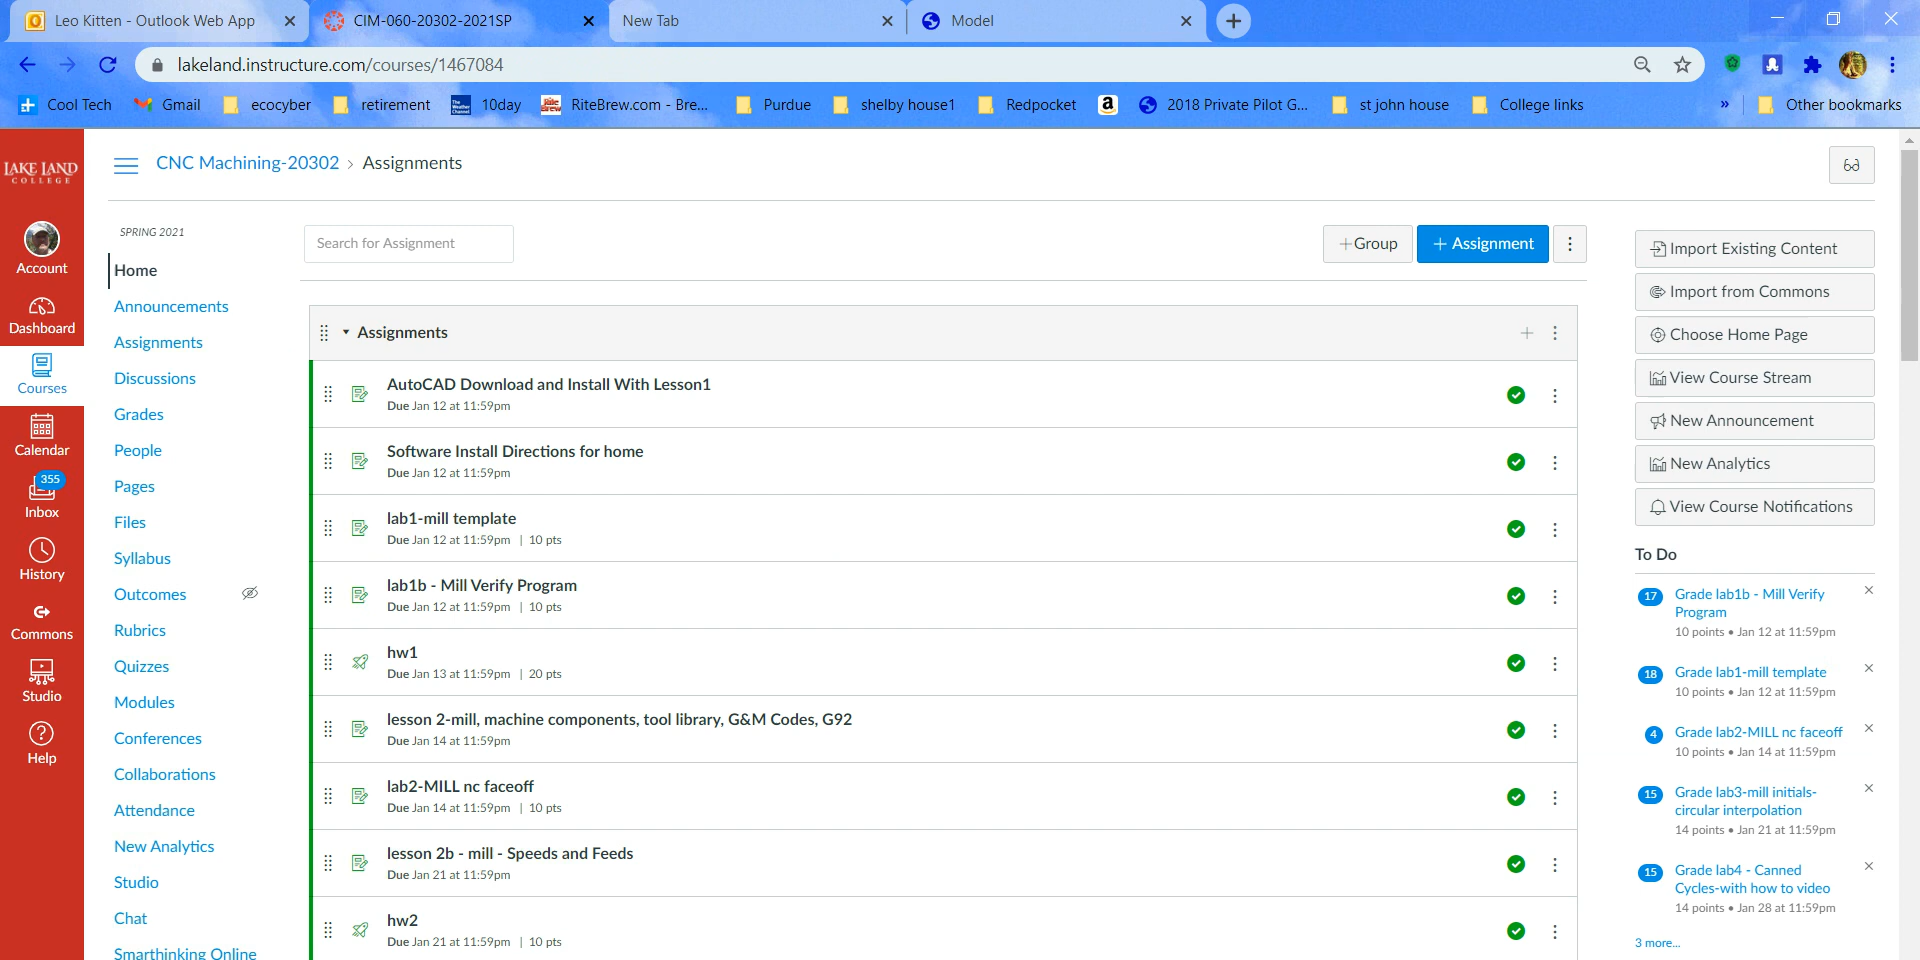 Leo Kitten - Outlook Web App
CIM-060-20302-2021SP
New Tab
Model
lakeland.instructure.com/courses/1467084
Cool Tech
Gmail
ecocyber
retirement
10day
RiteBrew.com - Bre...
Purdue
shelby house1
Redpocket
2018 Private Pilot G...
st john house
College links
»
Other bookmarks
LAKE LAND
COLLEGE
Account
Dashboard
Courses
Calendar
355
Inbox
History
Commons
Studio
Help
CNC Machining-20302 › Assignments
SPRING 2021
Home
Announcements
Assignments
Discussions
Grades
People
Pages
Files
Syllabus
Outcomes
Rubrics
Quizzes
Modules
Conferences
Collaborations
Attendance
New Analytics
Studio
Chat
Smarthinking Online
Search for Assignment
+Group
+ Assignment
Assignments
AutoCAD Download and Install With Lesson1
Due Jan 12 at 11:59pm
Software Install Directions for home
Due Jan 12 at 11:59pm
lab1-mill template
Due Jan 12 at 11:59pm | 10 pts
lab1b - Mill Verify Program
Due Jan 12 at 11:59pm | 10 pts
hw1
Due Jan 13 at 11:59pm | 20 pts
lesson 2-mill, machine components, tool library, G&M Codes, G92
Due Jan 14 at 11:59pm
lab2-MILL nc faceoff
Due Jan 14 at 11:59pm | 10 pts
lesson 2b - mill - Speeds and Feeds
Due Jan 21 at 11:59pm
hw2
Due Jan 21 at 11:59pm | 10 pts
Import Existing Content
Import from Commons
Choose Home Page
View Course Stream
New Announcement
New Analytics
View Course Notifications
To Do
17 Grade lab1b - Mill Verify
Program
10 points • Jan 12 at 11:59pm
18 Grade lab1-mill template
10 points • Jan 12 at 11:59pm
4 Grade lab2-MILL nc faceoff
10 points • Jan 14 at 11:59pm
15 Grade lab3-mill initials-
circular interpolation
14 points • Jan 21 at 11:59pm
15 Grade lab4 - Canned
Cycles-with how to video
14 points • Jan 28 at 11:59pm
3 more...